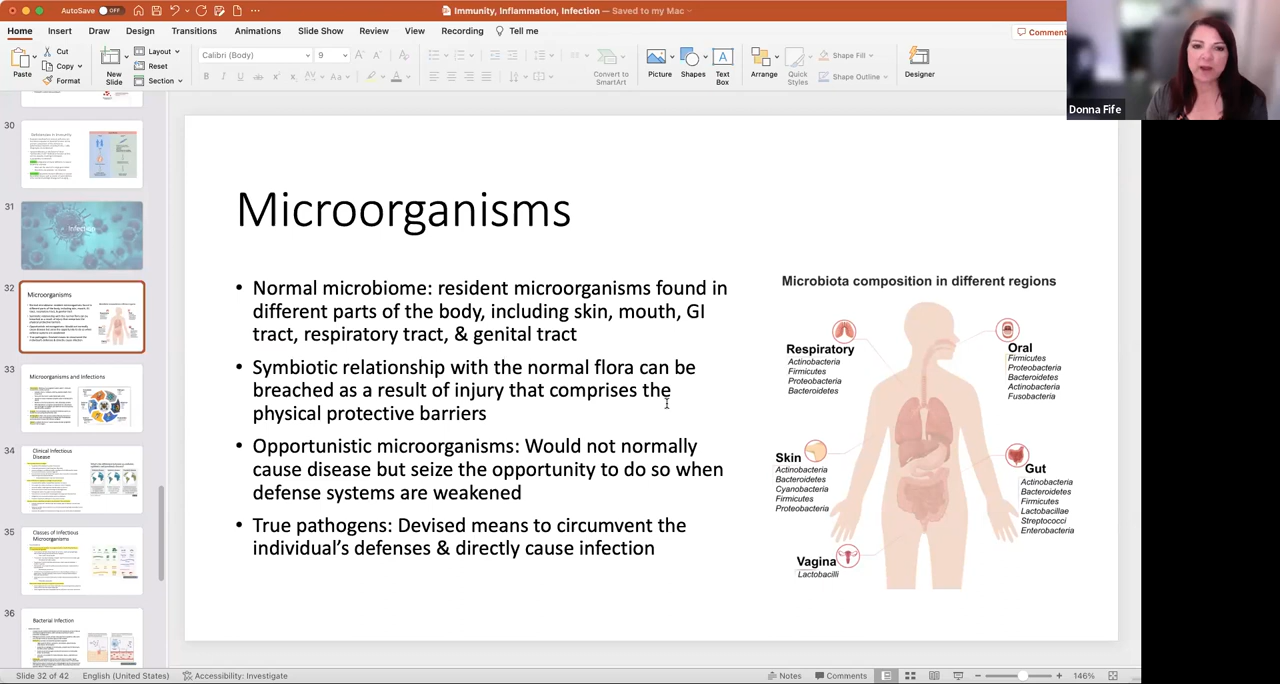 AutoSave OFF
Immunity, Inflammation, Infection — Saved to my Mac
Home Insert Draw Design Transitions Animations Slide Show Review View Recording Tell me
Comment
Paste
Cut
Copy
Format
New Slide
Layout
Reset
Section
Calibri (Body) 9
Convert to SmartArt
Picture
Shapes
Text Box
Arrange
Quick Styles
Shape Fill
Shape Outline
Designer
Donna Fife
30
31
Infection
32
Microorganisms
33
Microorganisms and Infections
34
Clinical Infectious
Disease
35
Classes of Infectious
Microorganisms
36
Bacterial Infection
Microorganisms
• Normal microbiome: resident microorganisms found in
different parts of the body, including skin, mouth, GI
tract, respiratory tract, & genital tract
• Symbiotic relationship with the normal flora can be
breached as a result of injury that comprises the
physical protective barriers
• Opportunistic microorganisms: Would not normally
cause disease but seize the opportunity to do so when
defense systems are weakened
• True pathogens: Devised means to circumvent the
individual's defenses & directly cause infection
Microbiota composition in different regions
Respiratory
Actinobacteria
Firmicutes
Proteobacteria
Bacteroidetes
Oral
Firmicutes
Proteobacteria
Bacteroidetes
Actinobacteria
Fusobacteria
Skin
Actinobacteria
Bacteroidetes
Cyanobacteria
Firmicutes
Proteobacteria
Gut
Actinobacteria
Bacteroidetes
Firmicutes
Lactobacillae
Streptococci
Enterobacteria
Vagina
Lactobacilli
Slide 32 of 42 English (United States) Accessibility: Investigate
Notes Comments 146%